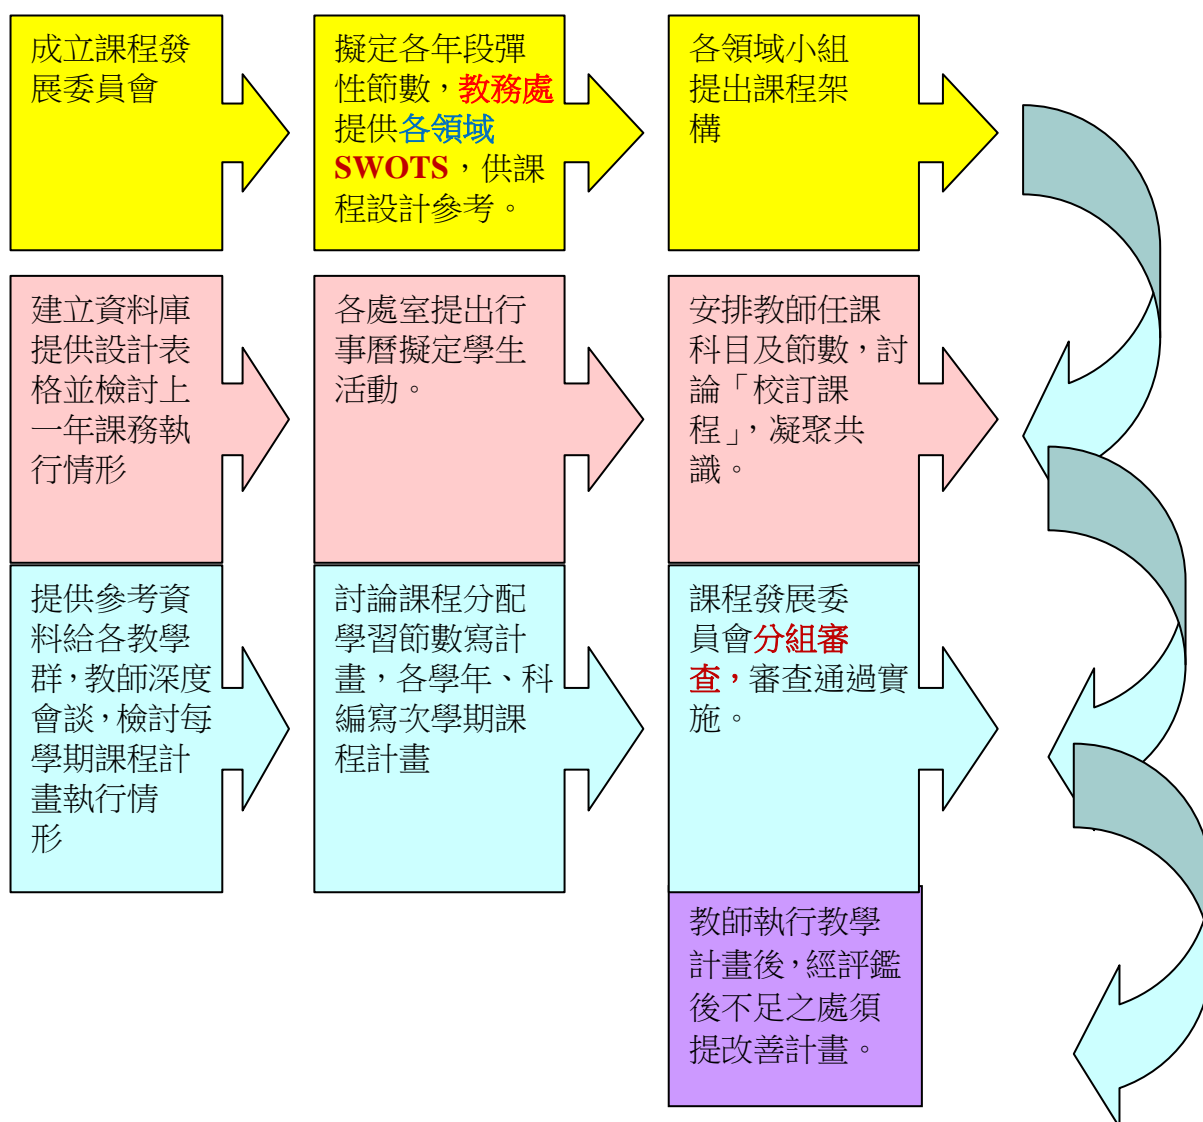 成立課程發
展委員會
擬定各年段彈
性節數，教務處
提供各領域
SWOTS，供課
程設計參考。
各領域小組
提出課程架
構
建立資料庫
提供設計表
格並檢討上
一年課務執
行情形
各處室提出行
事曆擬定學生
活動。
安排教師任課
科目及節數，討
論「校訂課
程」，凝聚共
識。
提供參考資
料給各教學
群，教師深度
會談，檢討每
學期課程計
畫執行情
形
討論課程分配
學習節數寫計
畫，各學年、科
編寫次學期課
程計畫
課程發展委
員會分組審
查，審查通過實
施。
教師執行教學
計畫後，經評鑑
後不足之處須
提改善計畫。